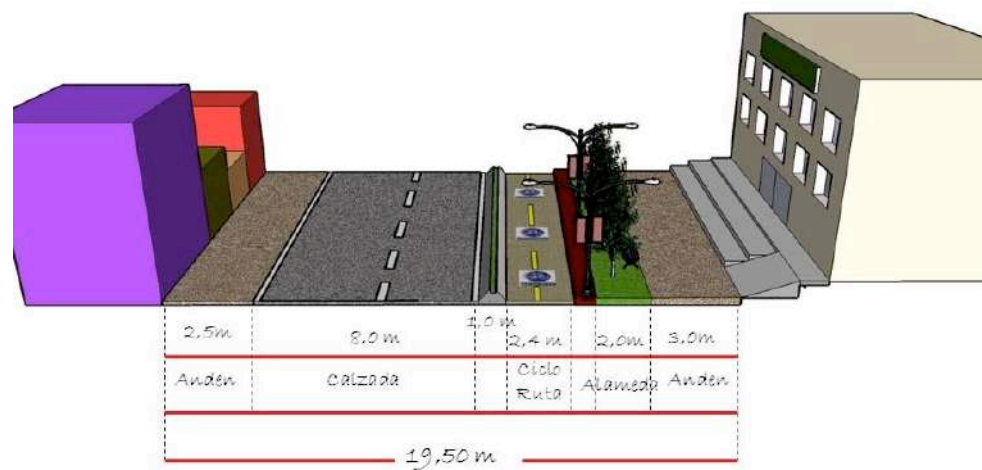 2,5m
8,0 m
1,0 m
2,4 m
2,0m
3,0m
Anden
Calzada
Ciclo
Ruta
Alameda
Anden
19,50 m